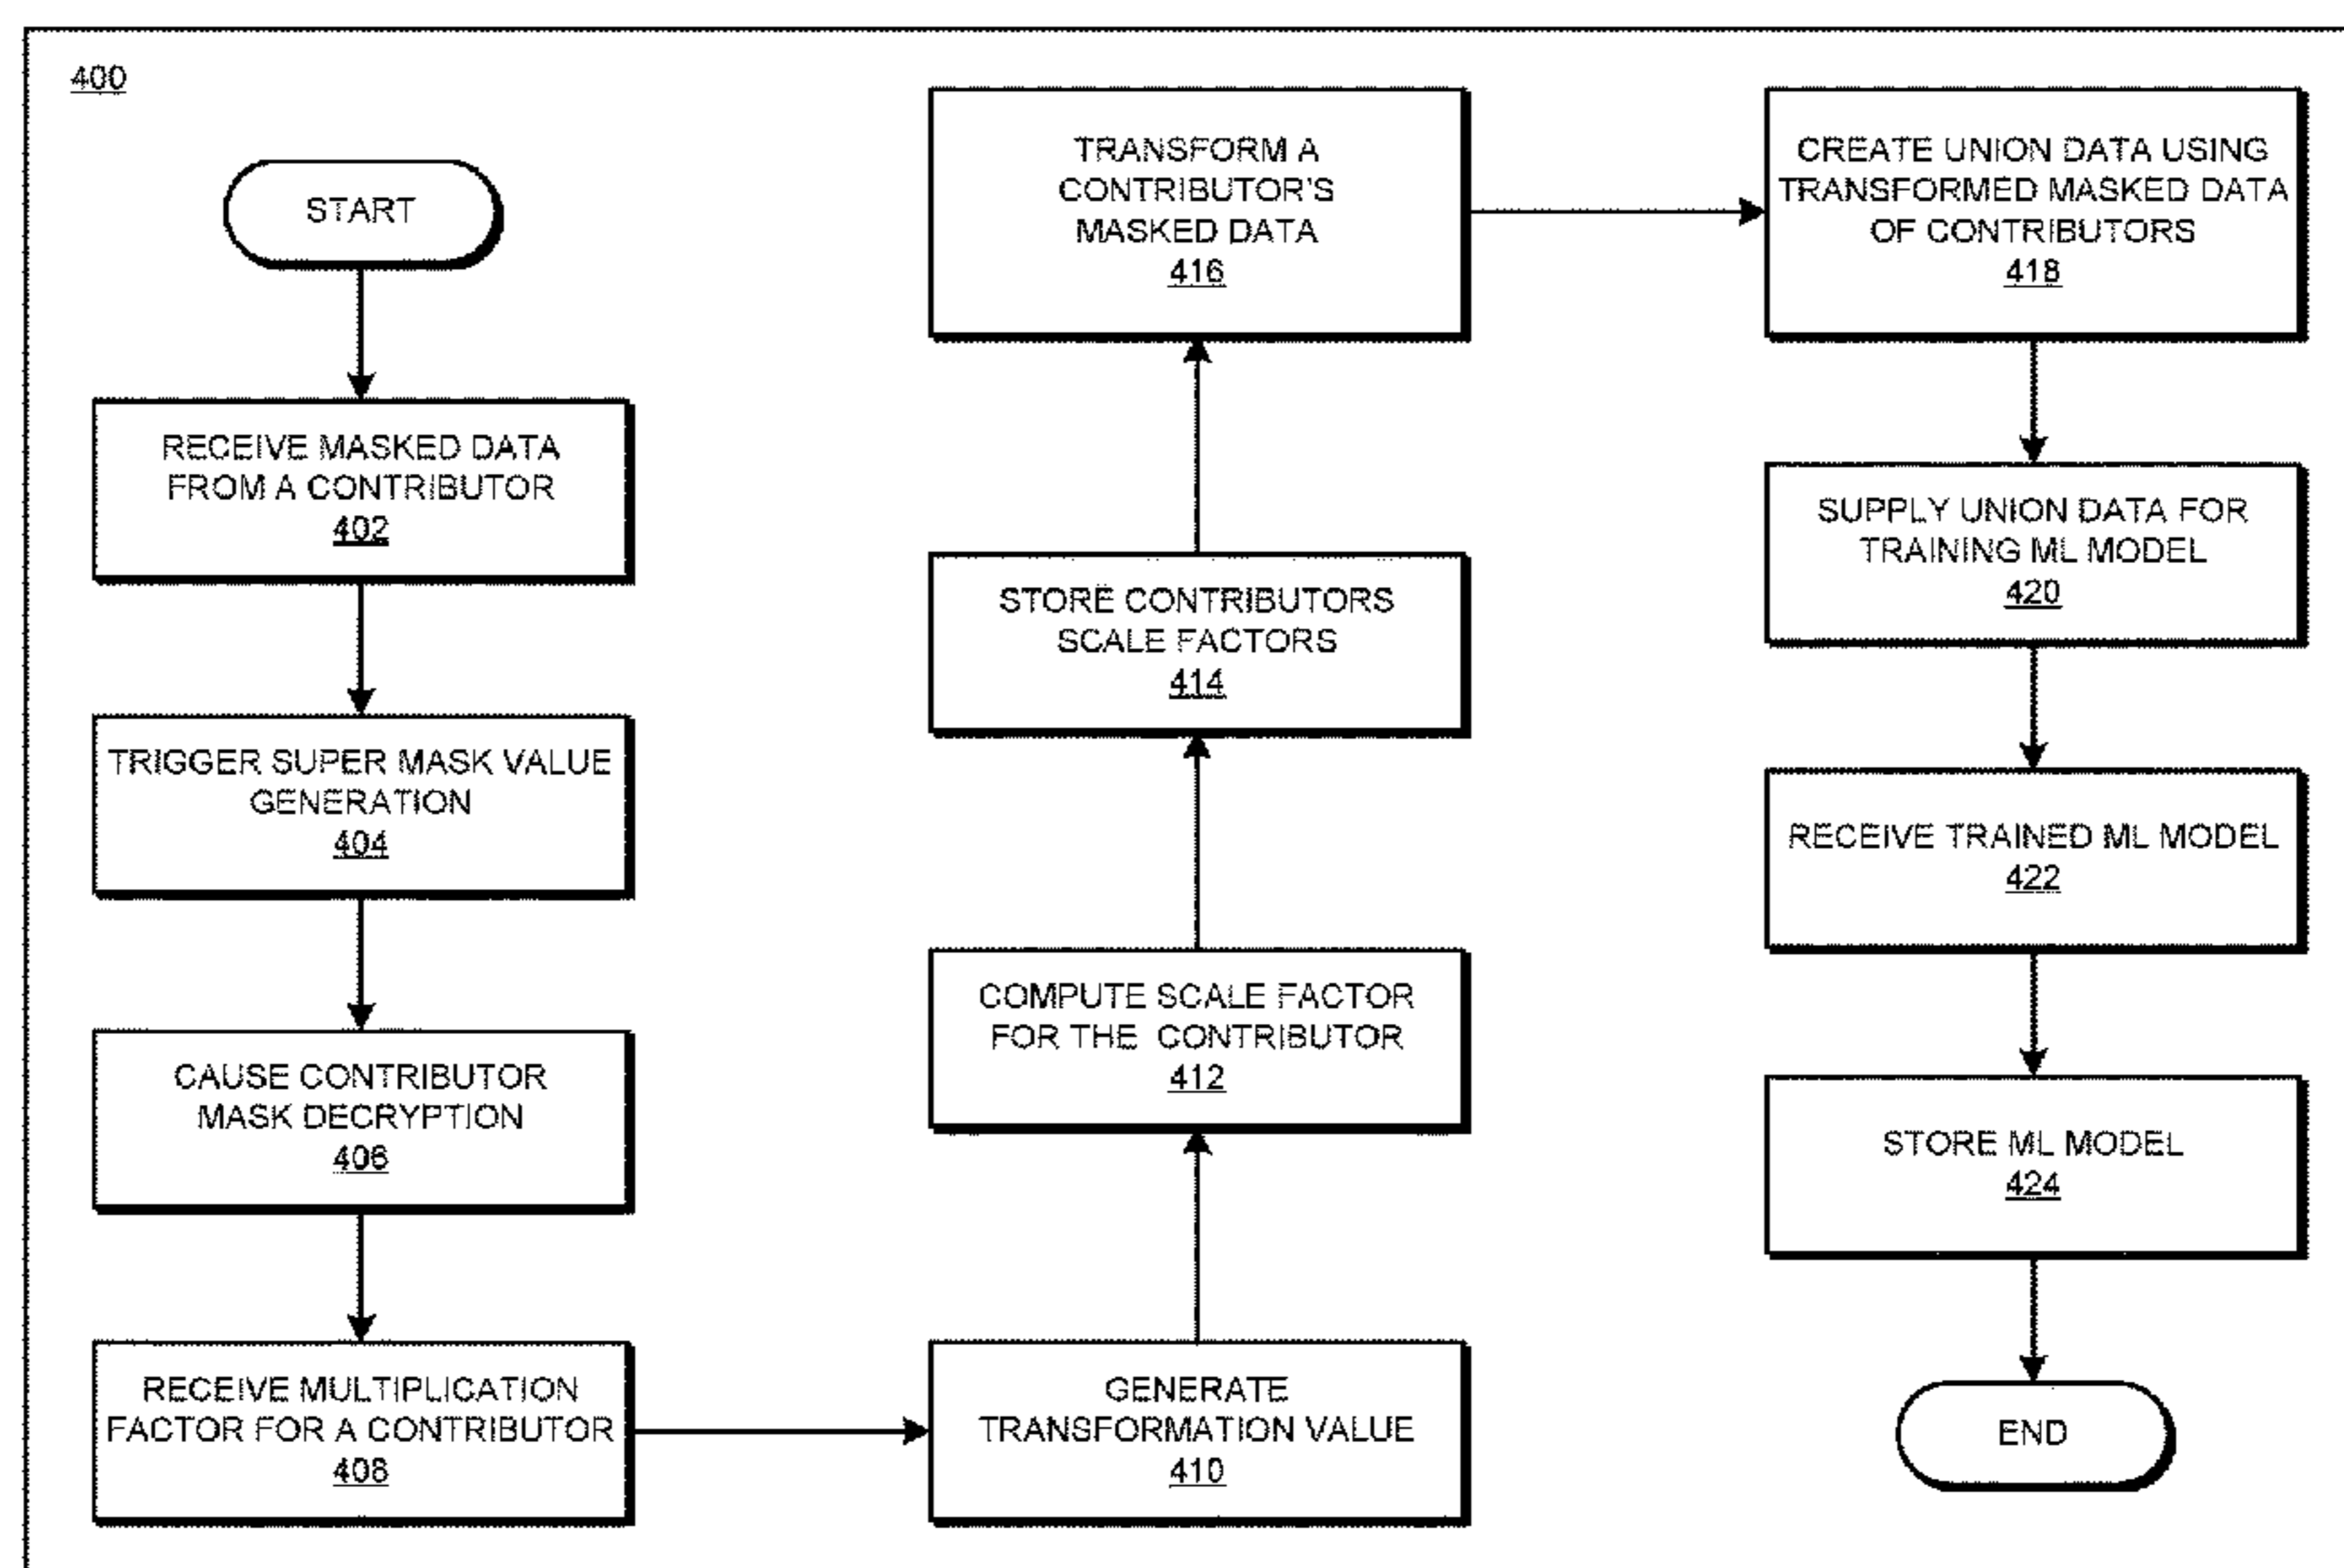 400
START
RECEIVE MASKED DATA
FROM A CONTRIBUTOR
402
TRIGGER SUPER MASK VALUE
GENERATION
404
CAUSE CONTRIBUTOR
MASK DECRYPTION
406
RECEIVE MULTIPLICATION
FACTOR FOR A CONTRIBUTOR
408
GENERATE
TRANSFORMATION VALUE
410
COMPUTE SCALE FACTOR
FOR THE CONTRIBUTOR
412
STORE CONTRIBUTORS
SCALE FACTORS
414
TRANSFORM A
CONTRIBUTOR'S
MASKED DATA
416
CREATE UNION DATA USING
TRANSFORMED MASKED DATA
OF CONTRIBUTORS
418
SUPPLY UNION DATA FOR
TRAINING ML MODEL
420
RECEIVE TRAINED ML MODEL
422
STORE ML MODEL
424
END